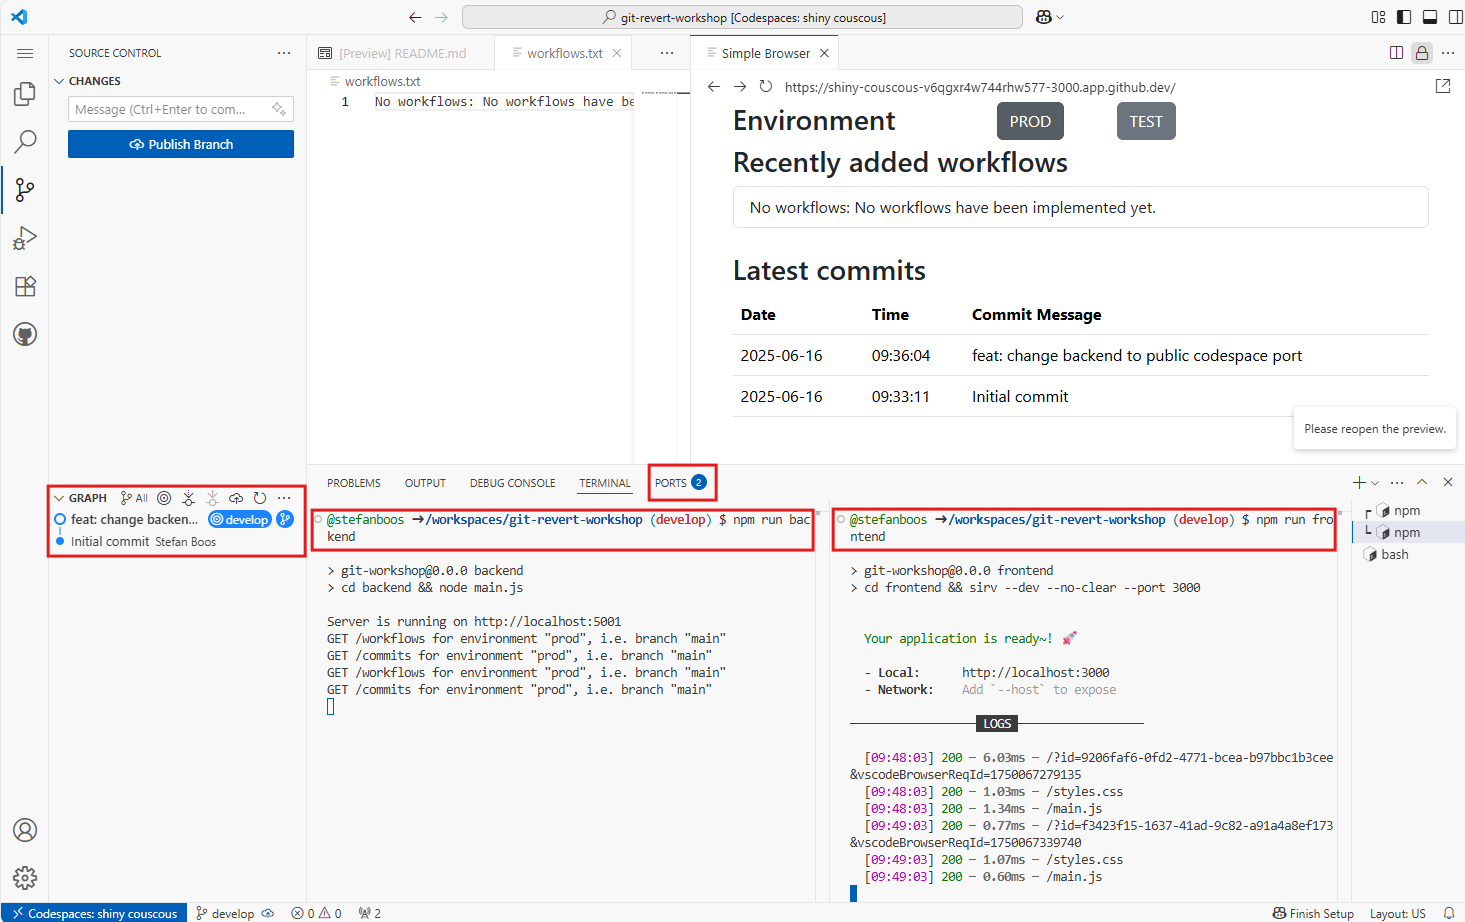 git-revert-workshop [Codespaces: shiny couscous]
SOURCE CONTROL
CHANGES
Message (Ctrl+Enter to com...
Publish Branch
[Preview] README.md
workflows.txt
workflows.txt
1 No workflows: No workflows have be
Simple Browser
https://shiny-couscous-v6qgxr4w744rhw577-3000.app.github.dev/
Environment PROD TEST
Recently added workflows
No workflows: No workflows have been implemented yet.
Latest commits
Date Time Commit Message
2025-06-16 09:36:04 feat: change backend to public codespace port
2025-06-16 09:33:11 Initial commit
Please reopen the preview.
GRAPH All
feat: change backen... develop
Initial commit Stefan Boos
PROBLEMS OUTPUT DEBUG CONSOLE TERMINAL PORTS 2
@stefanboos ➜/workspaces/git-revert-workshop (develop) $ npm run bac
kend
> git-workshop@0.0.0 backend
> cd backend && node main.js
Server is running on http://localhost:5001
GET /workflows for environment "prod", i.e. branch "main"
GET /commits for environment "prod", i.e. branch "main"
GET /workflows for environment "prod", i.e. branch "main"
GET /commits for environment "prod", i.e. branch "main"
@stefanboos ➜/workspaces/git-revert-workshop (develop) $ npm run fro
ntend
> git-workshop@0.0.0 frontend
> cd frontend && sirv --dev --no-clear --port 3000
Your application is ready~! 🚀
- Local: http://localhost:3000
- Network: Add `--host` to expose
LOGS
[09:48:03] 200 — 6.03ms — /?id=9206faf6-0fd2-4771-bcea-b97bbc1b3cee
&vscodeBrowserReqId=1750067279135
[09:48:03] 200 — 1.03ms — /styles.css
[09:48:03] 200 — 1.34ms — /main.js
[09:49:03] 200 — 0.77ms — /?id=f3423f15-1637-41ad-9c82-a91a4a8ef173
&vscodeBrowserReqId=1750067339740
[09:49:03] 200 — 1.07ms — /styles.css
[09:49:03] 200 — 0.60ms — /main.js
npm
npm
bash
Codespaces: shiny couscous develop 0 0 2 Finish Setup Layout: US